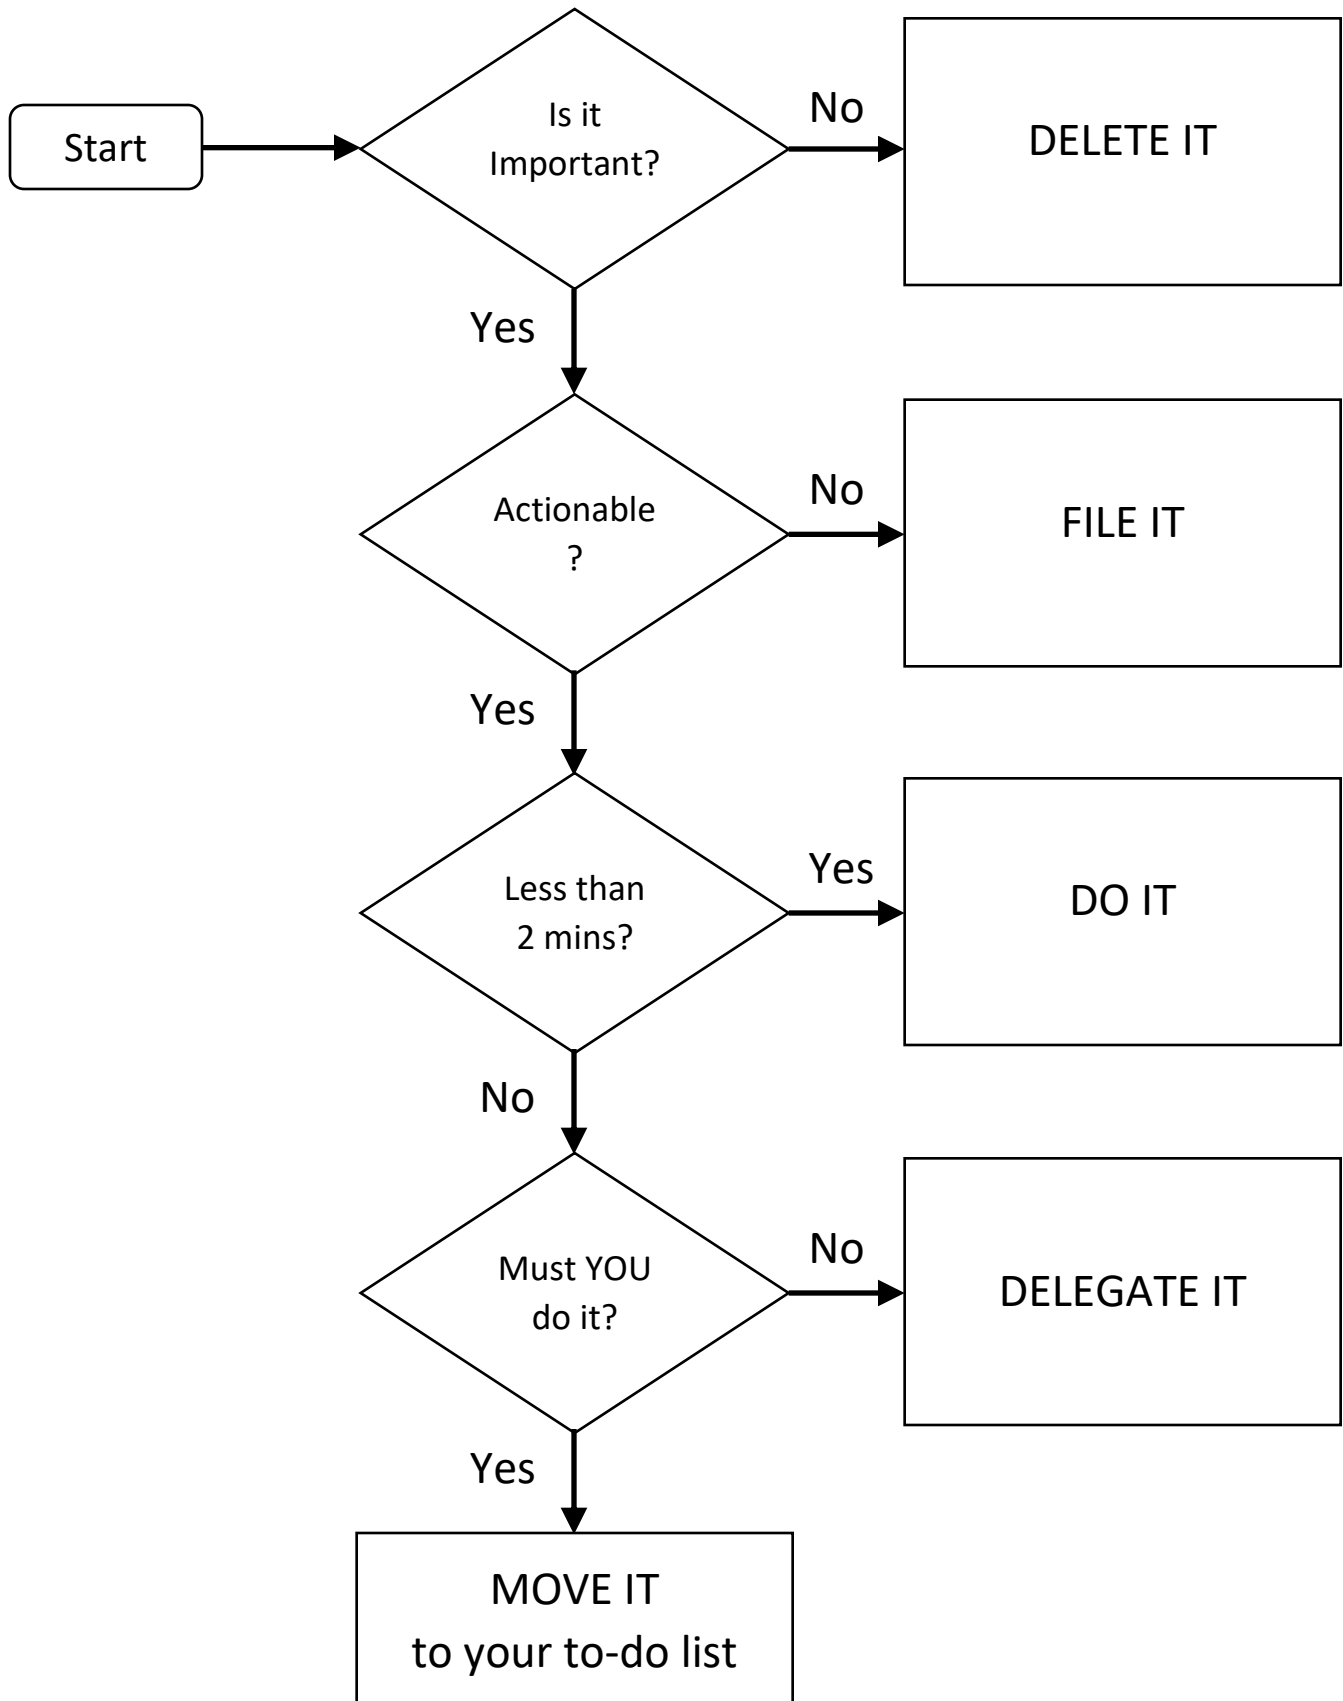 Start
Is it
Important?
No
DELETE IT
Yes
Actionable
?
No
FILE IT
Yes
Less than
2 mins?
Yes
DO IT
No
Must YOU
do it?
No
DELEGATE IT
Yes
MOVE IT
to your to-do list